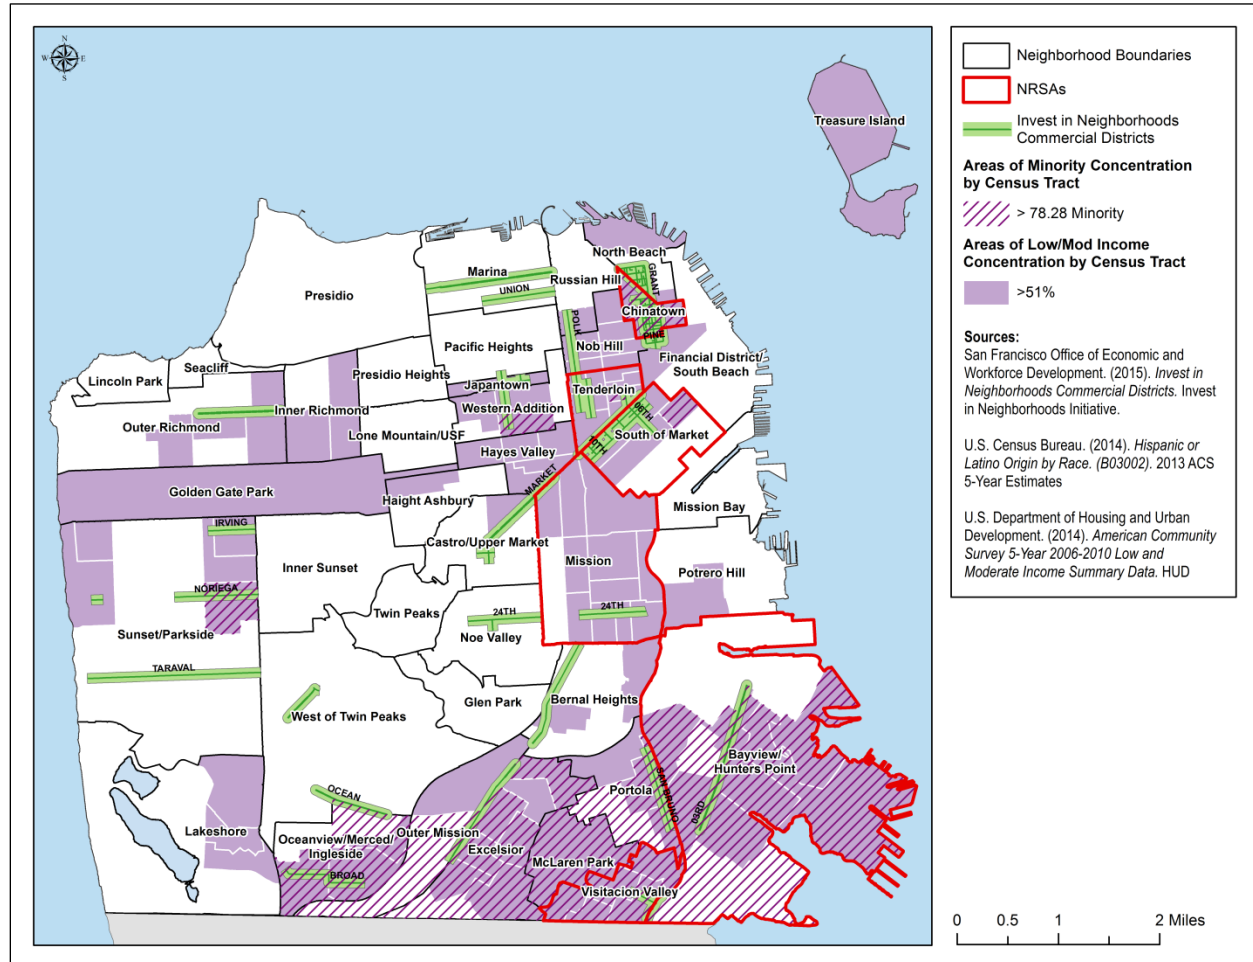 N
W E
S
Treasure Island
North Beach
Marina
Russian Hill
GRANT
UNION
Presidio
Chinatown
POLK
PINE
Nob Hill
Pacific Heights
Financial District/
South Beach
Seacliff
Lincoln Park
Presidio Heights
Japantown
Tenderloin
Western Addition
06TH
Inner Richmond
Outer Richmond
Lone Mountain/USF
South of Market
10TH
Hayes Valley
MARKET
Golden Gate Park
Haight Ashbury
Mission Bay
IRVING
Castro/Upper Market
Mission
Inner Sunset
Potrero Hill
NORIEGA
Twin Peaks
24TH
24TH
Sunset/Parkside
Noe Valley
TARAVAL
Glen Park
Bernal Heights
West of Twin Peaks
Bayview/
Hunters Point
SAN BRUNO
Portola
03RD
OCEAN
Lakeshore
Oceanview/Merced/
Ingleside
Outer Mission
Excelsior
McLaren Park
BROAD
Visitacion Valley
Neighborhood Boundaries
NRSAs
Invest in Neighborhoods
Commercial Districts
Areas of Minority Concentration
by Census Tract
> 78.28 Minority
Areas of Low/Mod Income
Concentration by Census Tract
>51%
Sources:
San Francisco Office of Economic and
Workforce Development. (2015). Invest in
Neighborhoods Commercial Districts. Invest
in Neighborhoods Initiative.
U.S. Census Bureau. (2014). Hispanic or
Latino Origin by Race. (B03002). 2013 ACS
5-Year Estimates
U.S. Department of Housing and Urban
Development. (2014). American Community
Survey 5-Year 2006-2010 Low and
Moderate Income Summary Data. HUD
0 0.5 1 2 Miles